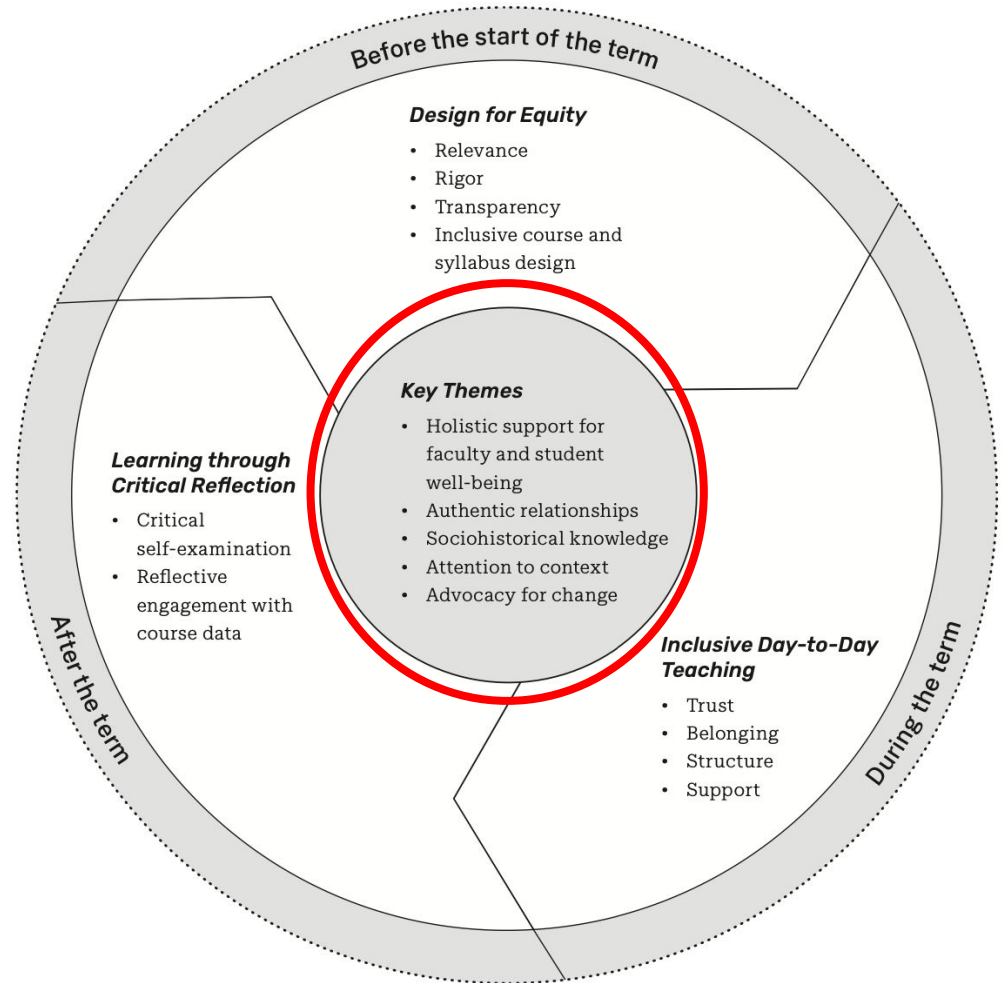 Before the start of the term
Design for Equity
• Relevance
• Rigor
• Transparency
• Inclusive course and
syllabus design
Key Themes
• Holistic support for
faculty and student
well-being
• Authentic relationships
• Sociohistorical knowledge
• Attention to context
• Advocacy for change
Learning through
Critical Reflection
• Critical
self-examination
• Reflective
engagement with
course data
After the term
Inclusive Day-to-Day
Teaching
• Trust
• Belonging
• Structure
• Support
During the term